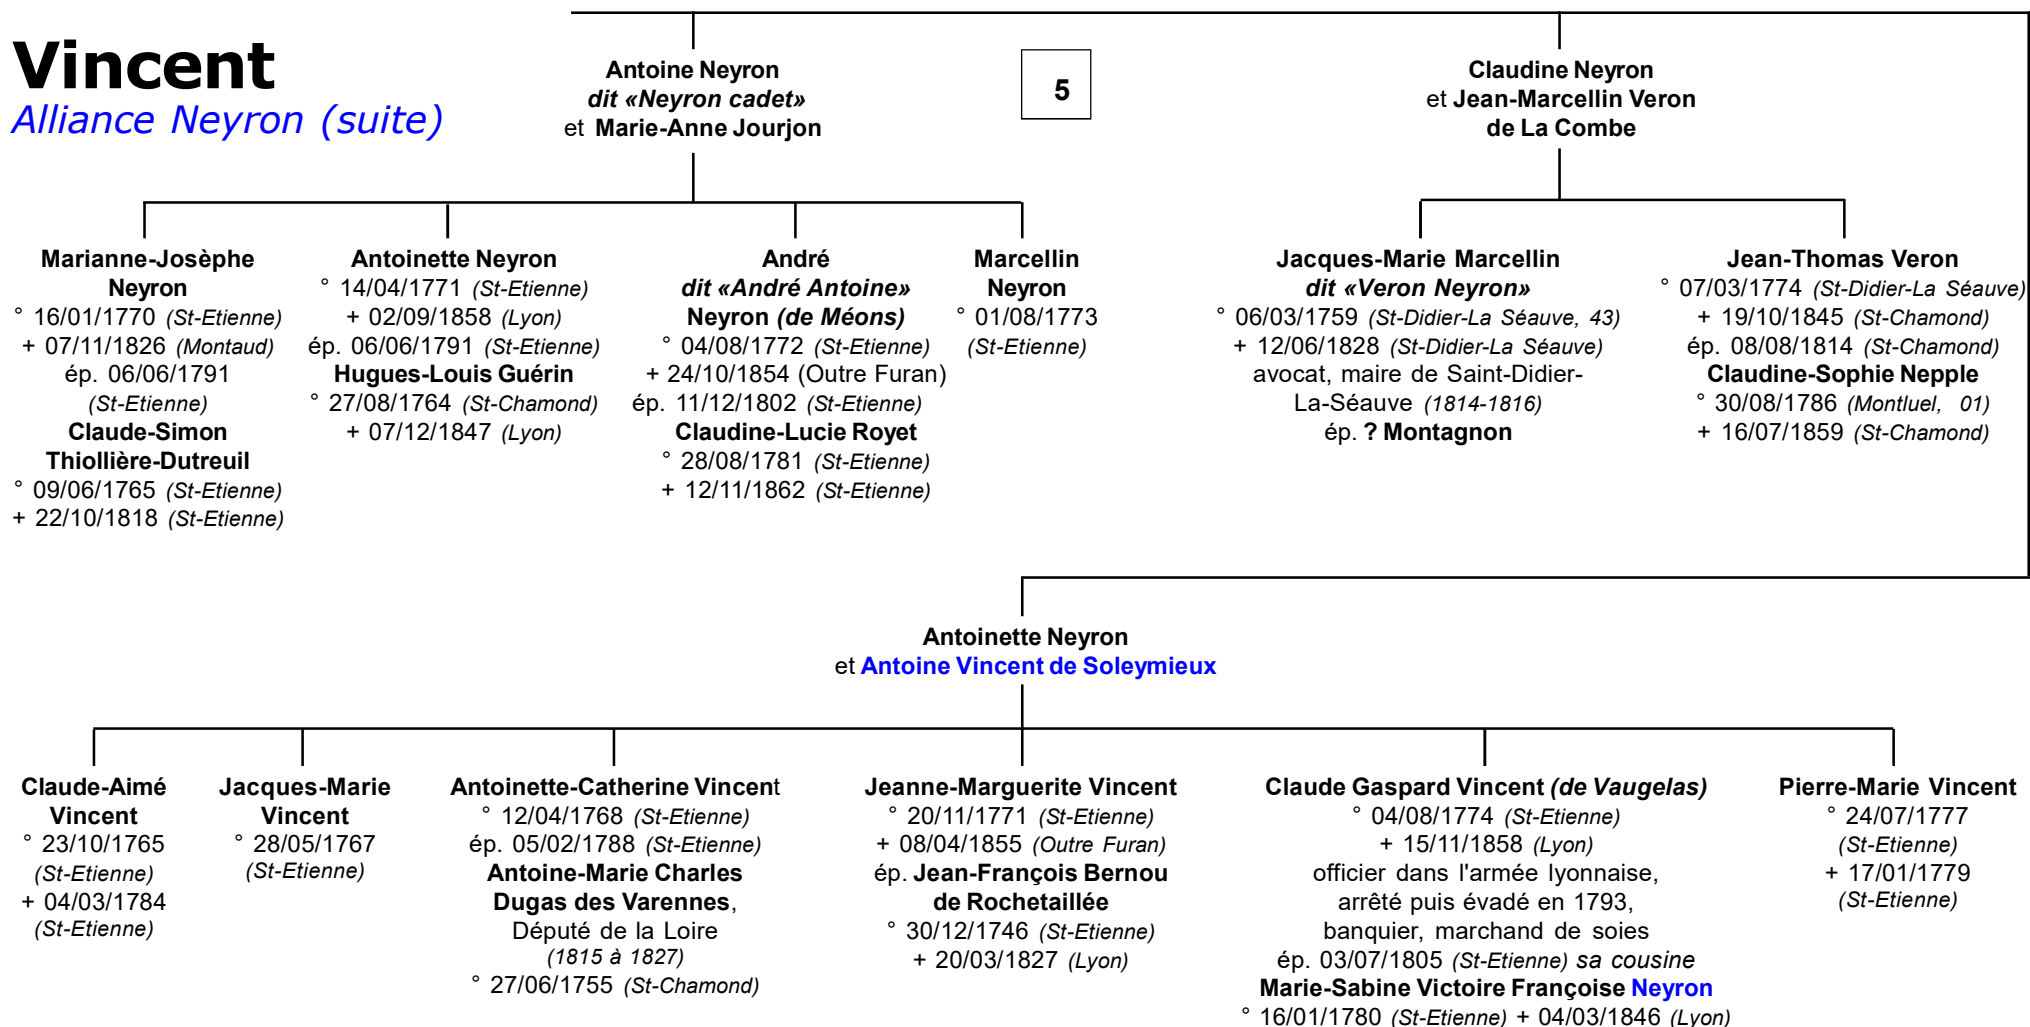 Vincent
Alliance Neyron (suite)
Antoine Neyron
dit «Neyron cadet»
et Marie-Anne Jourjon
5
Claudine Neyron
et Jean-Marcellin Veron
de La Combe
Marianne-Josèphe
Neyron
° 16/01/1770 (St-Etienne)
+ 07/11/1826 (Montaud)
ép. 06/06/1791
(St-Etienne)
Claude-Simon
Thiollière-Dutreuil
° 09/06/1765 (St-Etienne)
+ 22/10/1818 (St-Etienne)
Antoinette Neyron
° 14/04/1771 (St-Etienne)
+ 02/09/1858 (Lyon)
ép. 06/06/1791 (St-Etienne)
Hugues-Louis Guérin
° 27/08/1764 (St-Chamond)
+ 07/12/1847 (Lyon)
André
dit «André Antoine»
Neyron (de Méons)
° 04/08/1772 (St-Etienne)
+ 24/10/1854 (Outre Furan)
ép. 11/12/1802 (St-Etienne)
Claudine-Lucie Royet
° 28/08/1781 (St-Etienne)
+ 12/11/1862 (St-Etienne)
Marcellin
Neyron
° 01/08/1773
(St-Etienne)
Jacques-Marie Marcellin
dit «Veron Neyron»
° 06/03/1759 (St-Didier-La Séauve, 43)
+ 12/06/1828 (St-Didier-La Séauve)
avocat, maire de Saint-Didier-
La-Séauve (1814-1816)
ép. ? Montagnon
Jean-Thomas Veron
° 07/03/1774 (St-Didier-La Séauve)
+ 19/10/1845 (St-Chamond)
ép. 08/08/1814 (St-Chamond)
Claudine-Sophie Nepple
° 30/08/1786 (Montluel, 01)
+ 16/07/1859 (St-Chamond)
Antoinette Neyron
et Antoine Vincent de Soleymieux
Claude-Aimé
Vincent
° 23/10/1765
(St-Etienne)
+ 04/03/1784
(St-Etienne)
Jacques-Marie
Vincent
° 28/05/1767
(St-Etienne)
Antoinette-Catherine Vincent
° 12/04/1768 (St-Etienne)
ép. 05/02/1788 (St-Etienne)
Antoine-Marie Charles
Dugas des Varennes,
Député de la Loire
(1815 à 1827)
° 27/06/1755 (St-Chamond)
Jeanne-Marguerite Vincent
° 20/11/1771 (St-Etienne)
+ 08/04/1855 (Outre Furan)
ép. Jean-François Bernou
de Rochetaillée
° 30/12/1746 (St-Etienne)
+ 20/03/1827 (Lyon)
Claude Gaspard Vincent (de Vaugelas)
° 04/08/1774 (St-Etienne)
+ 15/11/1858 (Lyon)
officier dans l'armée lyonnaise,
arrêté puis évadé en 1793,
banquier, marchand de soies
ép. 03/07/1805 (St-Etienne) sa cousine
Marie-Sabine Victoire Françoise Neyron
° 16/01/1780 (St-Etienne) + 04/03/1846 (Lyon)
Pierre-Marie Vincent
° 24/07/1777
(St-Etienne)
+ 17/01/1779
(St-Etienne)